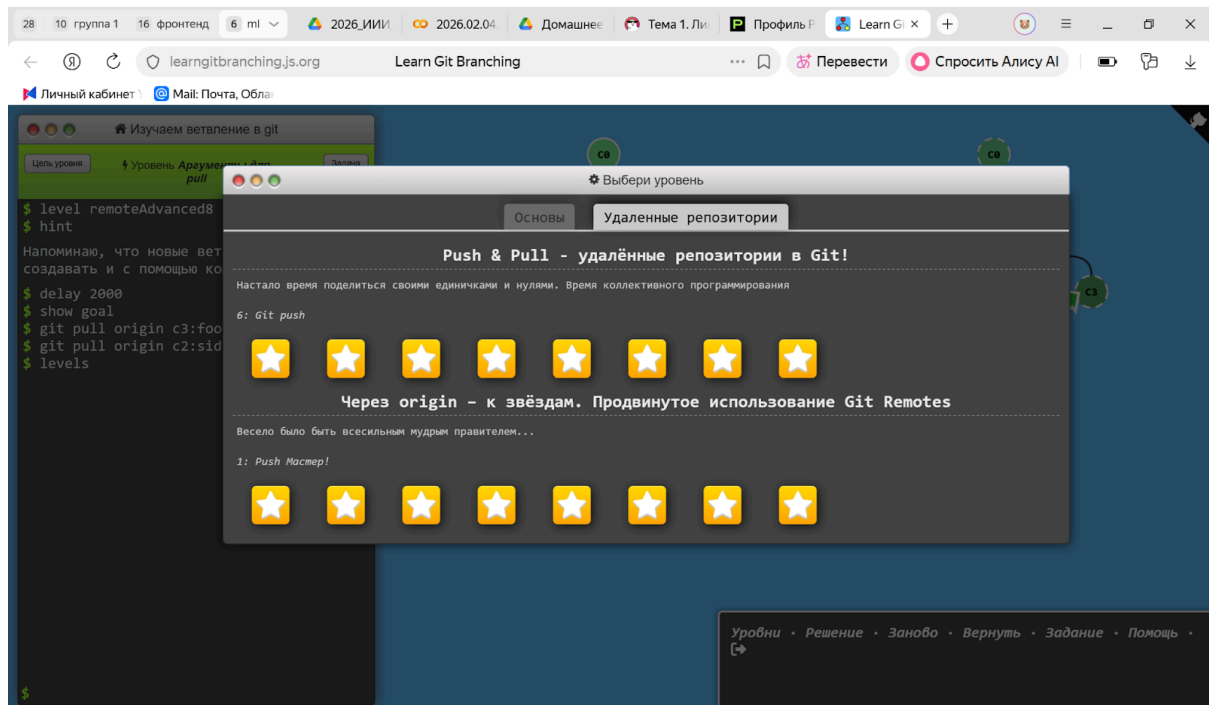 28 10 группа 1 16 фронтенд 6 ml 2026_ИИИ, 2026.02.04. Домашнее Тема 1. Ли Профиль Р Learn Gi
learngitbranching.js.org Learn Git Branching Перевести Спросить Алису AI
Личный кабинет Mail: Почта, Обла
Изучаем ветвление в git
Цель уровня Уровень Аргументы для pull Задача
$ level remoteAdvanced8
$ hint
Напоминаю, что новые вет
создавать и с помощью ко
$ delay 2000
$ show goal
$ git pull origin c3:foo
$ git pull origin c2:sid
$ levels
$
c0
c0
c3
Выбери уровень
Основы Удаленные репозитории
Push & Pull - удалённые репозитории в Git!
Настало время поделиться своими единичками и нулями. Время коллективного программирования
6: Git push
Через origin – к звёздам. Продвинутое использование Git Remotes
Весело было быть всесильным мудрым правителем...
1: Push Мастер!
Уровни · Решение · Заново · Вернуть · Задание · Помощь ·